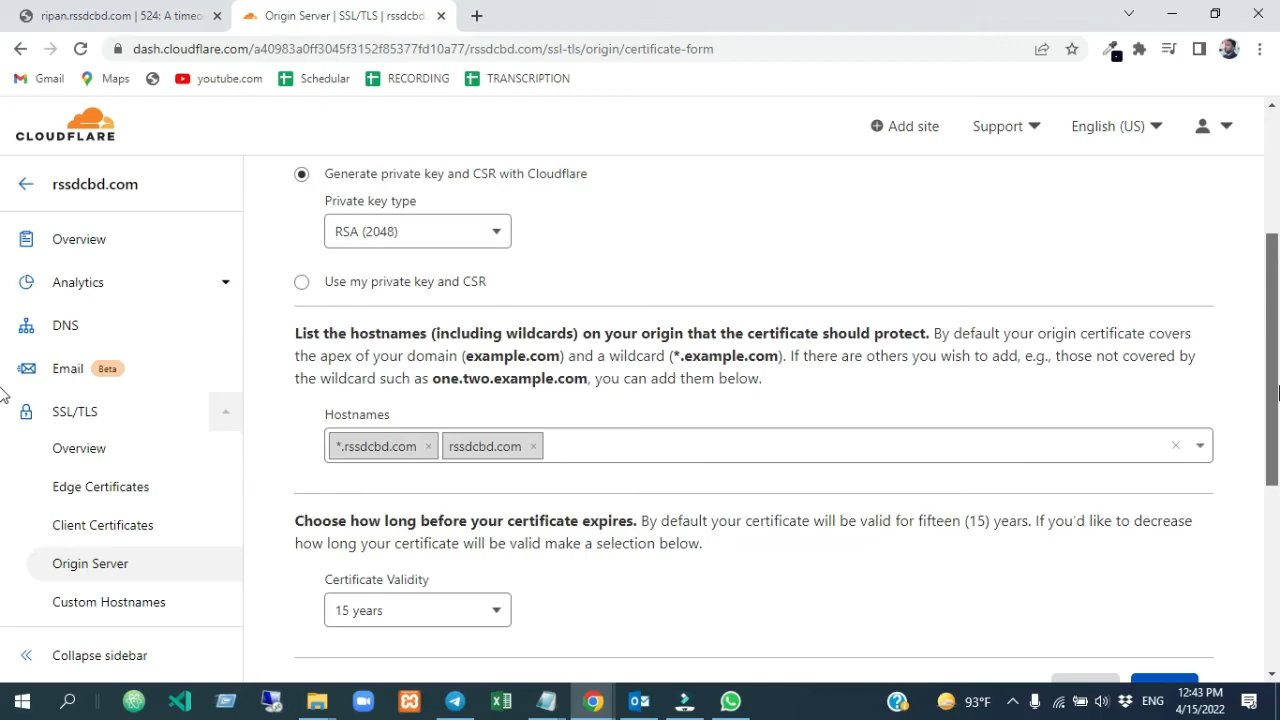 ripan.rssdcbd.com | 524: A timeo
Origin Server | SSL/TLS | rssdcbd.
dash.cloudflare.com/a40983a0ff3045f3152f85377fd10a77/rssdcbd.com/ssl-tls/origin/certificate-form
Gmail
Maps
youtube.com
Schedular
RECORDING
TRANSCRIPTION
CLOUDFLARE
Add site
Support
English (US)
rssdcbd.com
Overview
Analytics
DNS
Email Beta
SSL/TLS
Overview
Edge Certificates
Client Certificates
Origin Server
Custom Hostnames
Collapse sidebar
Generate private key and CSR with Cloudflare
Private key type
RSA (2048)
Use my private key and CSR
List the hostnames (including wildcards) on your origin that the certificate should protect. By default your origin certificate covers
the apex of your domain (example.com) and a wildcard (*.example.com). If there are others you wish to add, e.g., those not covered by
the wildcard such as one.two.example.com, you can add them below.
Hostnames
*.rssdcbd.com × rssdcbd.com ×
Choose how long before your certificate expires. By default your certificate will be valid for fifteen (15) years. If you'd like to decrease
how long your certificate will be valid make a selection below.
Certificate Validity
15 years
93°F
ENG
12:43 PM
4/15/2022